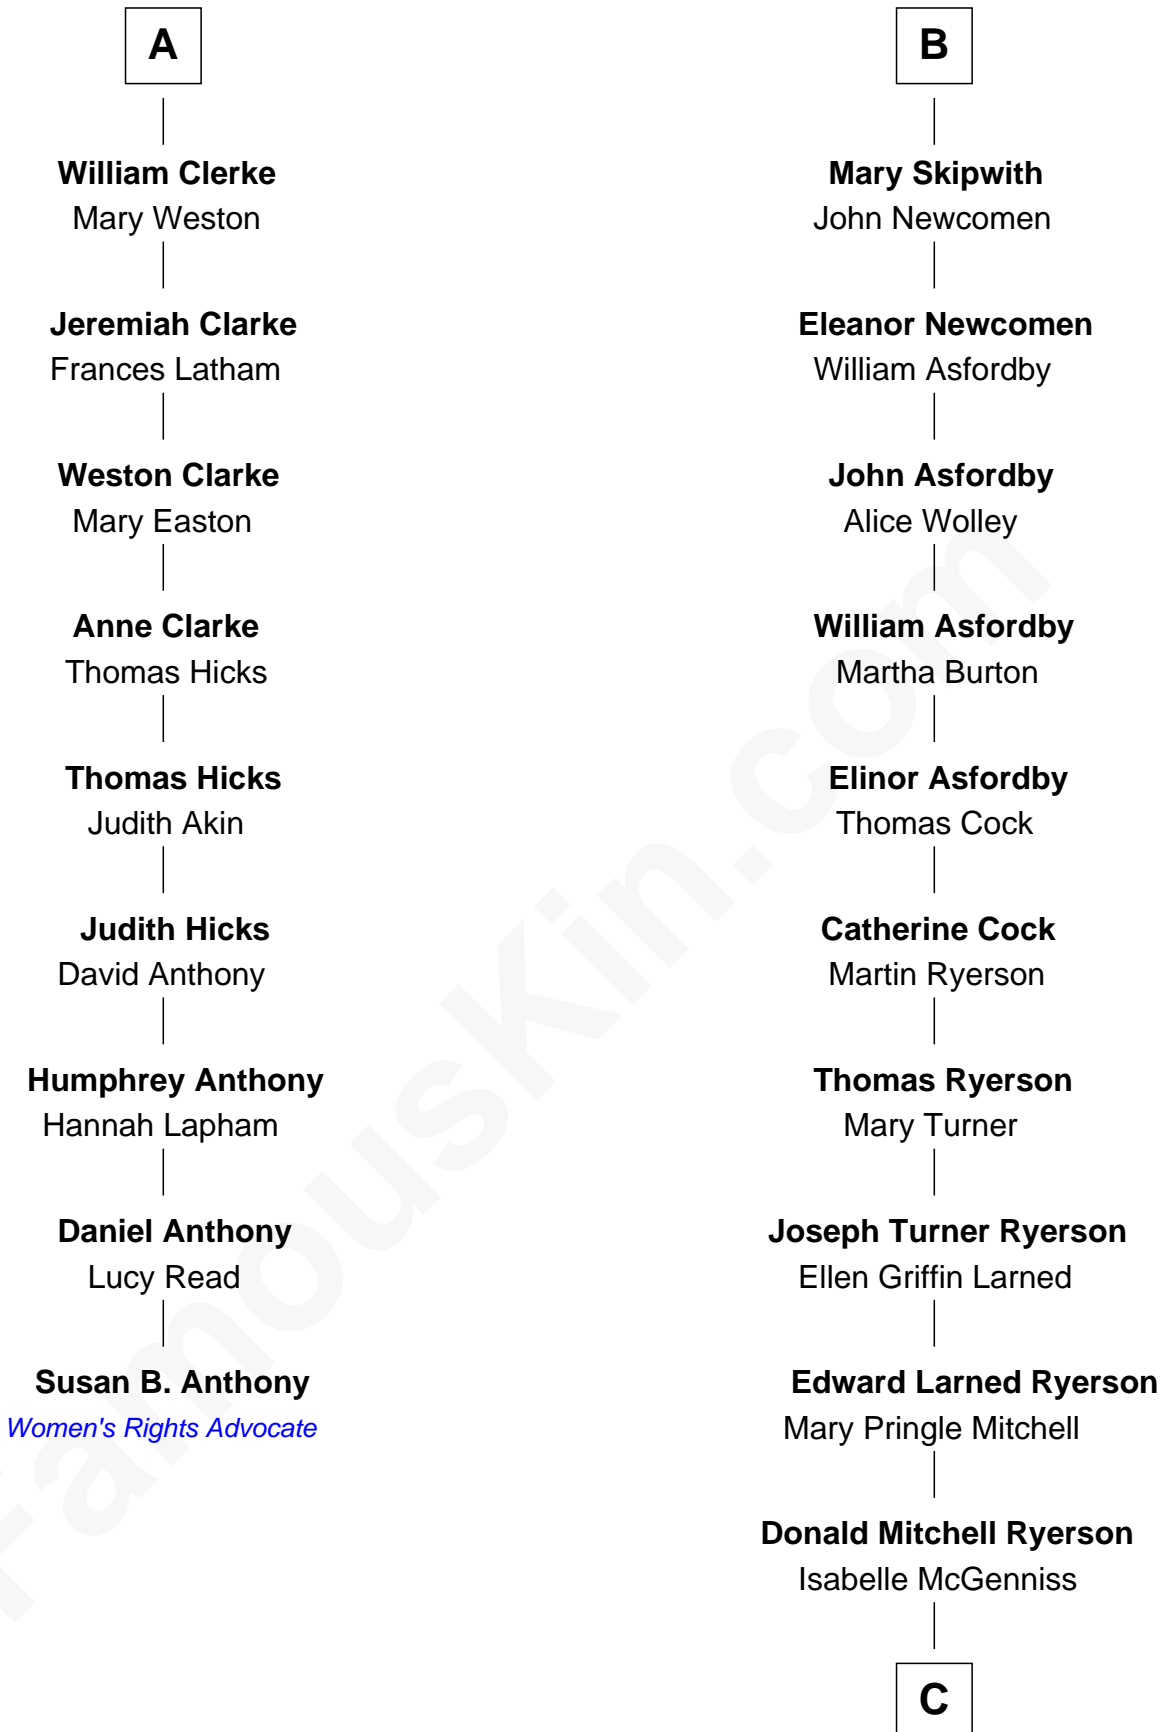 A
William Clerke
Mary Weston
Jeremiah Clarke
Frances Latham
Weston Clarke
Mary Easton
Anne Clarke
Thomas Hicks
Thomas Hicks
Judith Akin
Judith Hicks
David Anthony
Humphrey Anthony
Hannah Lapham
Daniel Anthony
Lucy Read
Susan B. Anthony
Women's Rights Advocate
B
Mary Skipwith
John Newcomen
Eleanor Newcomen
William Asfordby
John Asfordby
Alice Wolley
William Asfordby
Martha Burton
Elinor Asfordby
Thomas Cock
Catherine Cock
Martin Ryerson
Thomas Ryerson
Mary Turner
Joseph Turner Ryerson
Ellen Griffin Larned
Edward Larned Ryerson
Mary Pringle Mitchell
Donald Mitchell Ryerson
Isabelle McGenniss
C
FamousKin.com